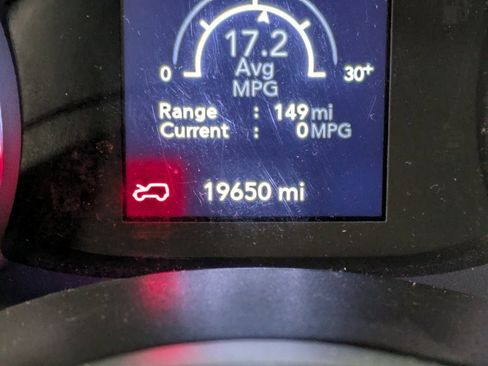 17.2
Avg
0 30+
MPG
Range : 149 mi
Current : 0 MPG
19650 mi